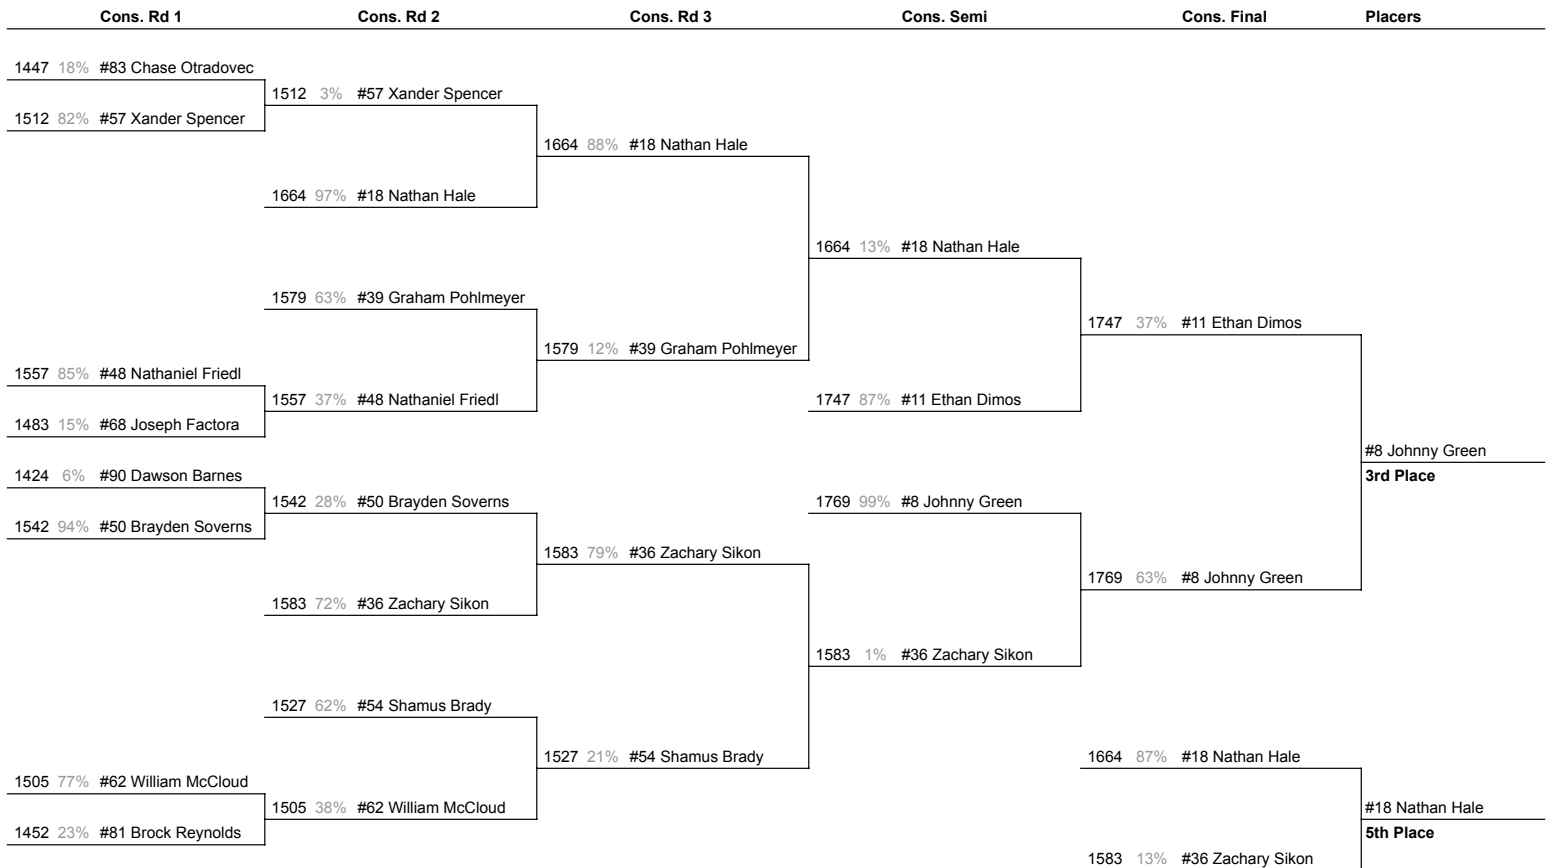 Cons. Rd 1 Cons. Rd 2 Cons. Rd 3 Cons. Semi Cons. Final Placers
1447 18% #83 Chase Otradovec
1512 3% #57 Xander Spencer
1512 82% #57 Xander Spencer
1664 88% #18 Nathan Hale
1664 97% #18 Nathan Hale
1664 13% #18 Nathan Hale
1579 63% #39 Graham Pohlmeyer
1747 37% #11 Ethan Dimos
1579 12% #39 Graham Pohlmeyer
1557 85% #48 Nathaniel Friedl
1557 37% #48 Nathaniel Friedl
1747 87% #11 Ethan Dimos
1483 15% #68 Joseph Factora
#8 Johnny Green
1424 6% #90 Dawson Barnes
3rd Place
1542 28% #50 Brayden Soverns
1769 99% #8 Johnny Green
1542 94% #50 Brayden Soverns
1583 79% #36 Zachary Sikon
1769 63% #8 Johnny Green
1583 72% #36 Zachary Sikon
1583 1% #36 Zachary Sikon
1527 62% #54 Shamus Brady
1527 21% #54 Shamus Brady
1664 87% #18 Nathan Hale
1505 77% #62 William McCloud
1505 38% #62 William McCloud
#18 Nathan Hale
1452 23% #81 Brock Reynolds
5th Place
1583 13% #36 Zachary Sikon